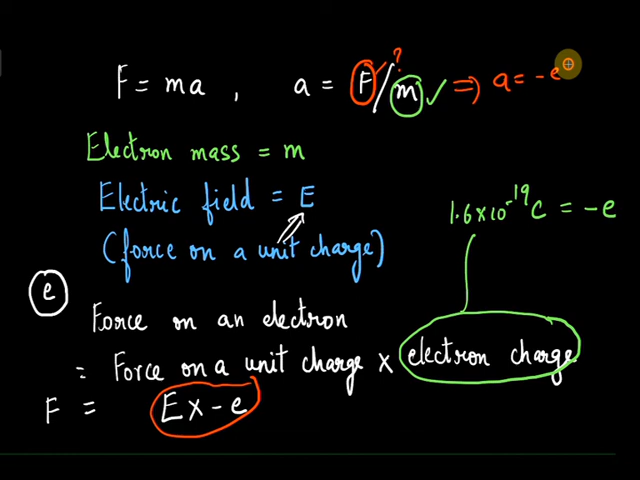 F = ma , a = F/m ✓ ? ⇒ a = -e
Electron mass = m
Electric field = E
1.6×10⁻¹⁹ C = -e
(force on a unit charge)
e
Force on an electron
= Force on a unit charge × electron charge
F = E × -e